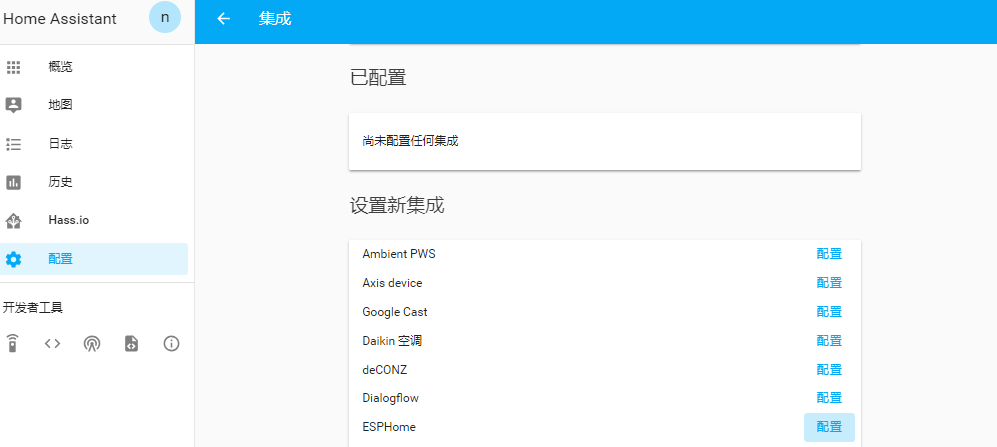 Home Assistant
n
集成
概览
地图
日志
历史
Hass.io
配置
开发者工具
已配置
尚未配置任何集成
设置新集成
Ambient PWS 配置
Axis device 配置
Google Cast 配置
Daikin 空调 配置
deCONZ 配置
Dialogflow 配置
ESPHome 配置